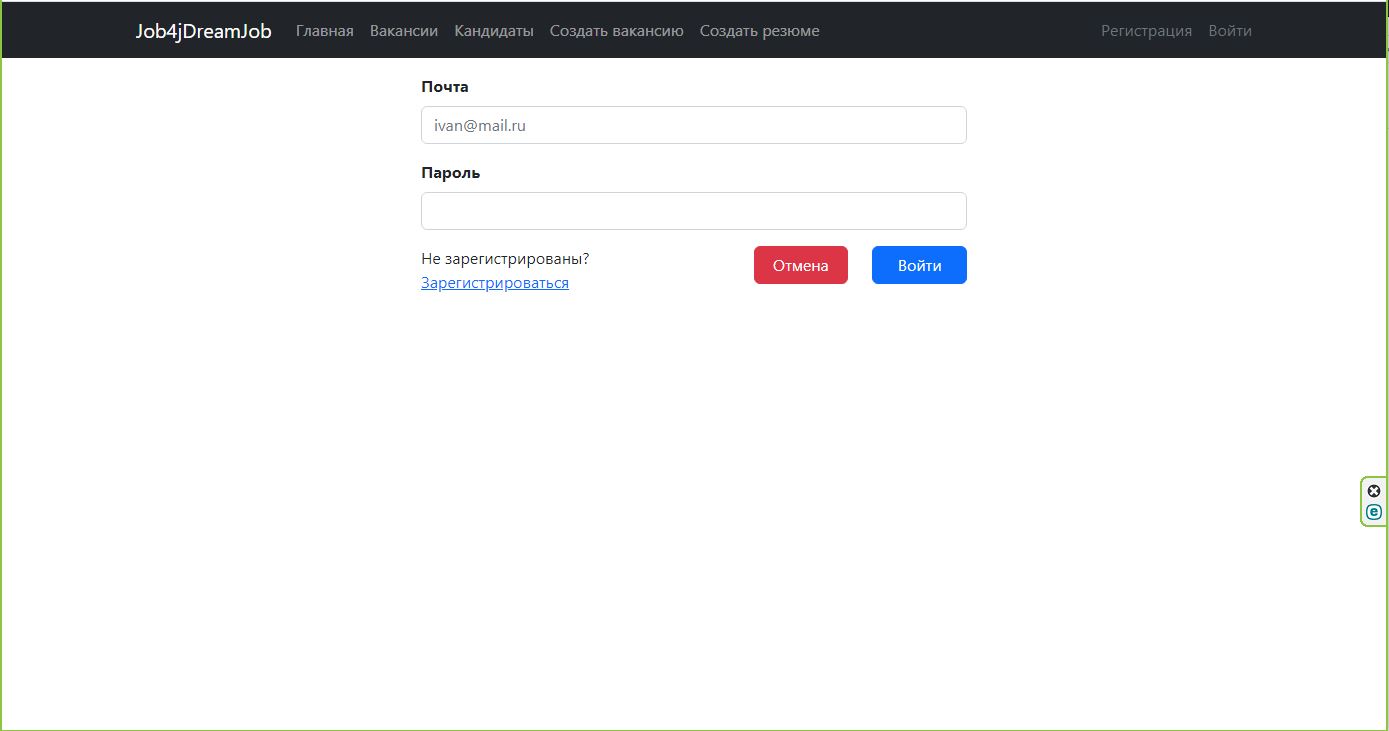 Job4jDreamJob Главная Вакансии Кандидаты Создать вакансию Создать резюме Регистрация Войти
Почта
ivan@mail.ru
Пароль
Не зарегистрированы? Отмена Войти
Зарегистрироваться
e